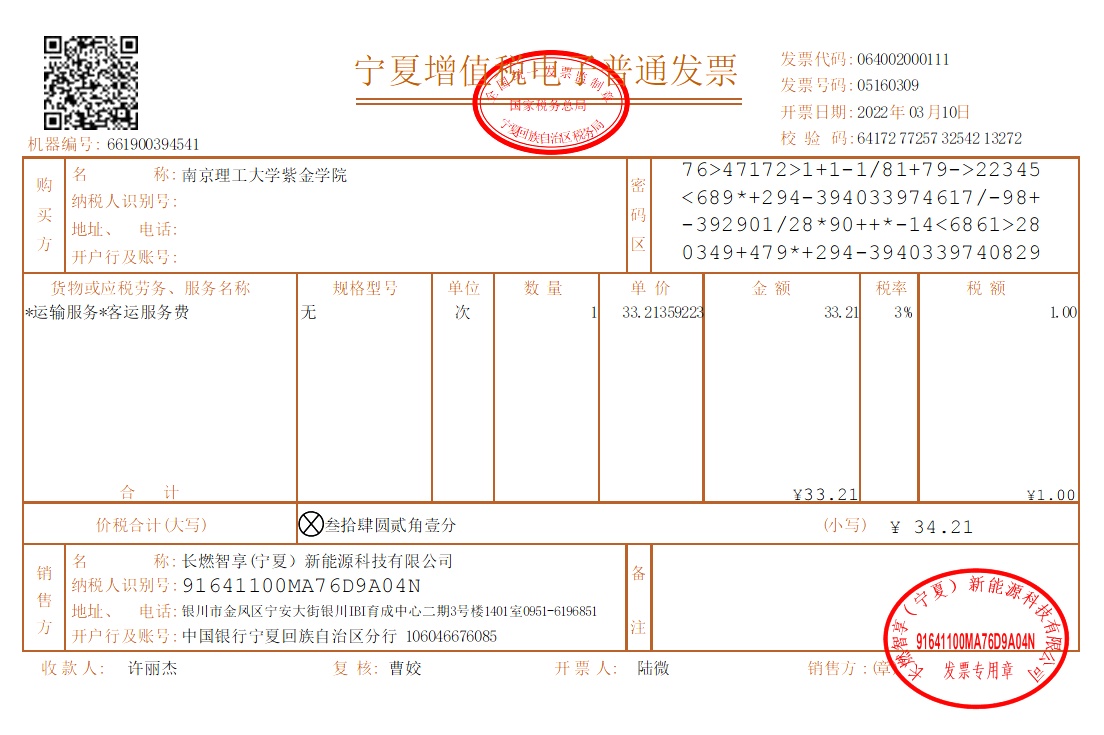 宁夏增值税电子普通发票
全国统一发票监制章
国家税务总局
宁夏回族自治区税务局
发票代码: 064002000111
发票号码: 05160309
开票日期: 2022年03月10日
校 验 码: 64172 77257 32542 13272
机器编号: 661900394541
购买方
名 称: 南京理工大学紫金学院
纳税人识别号:
地址、 电话:
开户行及账号:
密码区
76>47172>1+1-1/81+79->22345
<689*+294-394033974617/-98+
-392901/28*90++*-14<6861>28
0349+479*+294-3940339740829
货物或应税劳务、服务名称 规格型号 单位 数 量 单 价 金 额 税率 税 额
*运输服务*客运服务费 无 次 1 33.21359223 33.21 3% 1.00
合 计 ¥33.21 ¥1.00
价税合计(大写) 叁拾肆圆贰角壹分 (小写) ¥ 34.21
销售方
名 称: 长燃智享(宁夏）新能源科技有限公司
纳税人识别号: 91641100MA76D9A04N
地址、 电话: 银川市金凤区宁安大街银川IBI育成中心二期3号楼1401室0951-6196851
开户行及账号: 中国银行宁夏回族自治区分行 106046676085
备注
收 款 人: 许丽杰 复 核: 曹姣 开 票 人: 陆微 销售方 : (章)
长燃智享（宁夏）新能源科技有限公司
91641100MA76D9A04N
发票专用章